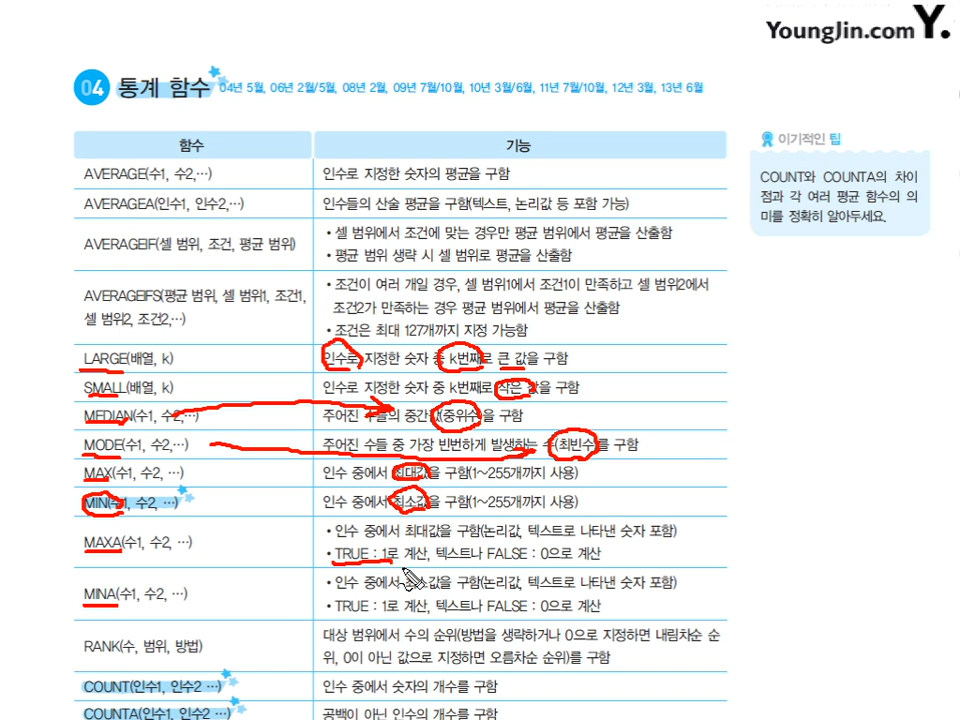 YoungJin.com Y.
04 통계 함수 04년 5월, 06년 2월/5월, 08년 2월, 09년 7월/10월, 10년 3월/6월, 11년 7월/10월, 12년 3월, 13년 6월
함수 기능
AVERAGE(수1, 수2,…) 인수로 지정한 숫자의 평균을 구함
AVERAGEA(인수1, 인수2,…) 인수들의 산술 평균을 구함(텍스트, 논리값 등 포함 가능)
AVERAGEIF(셀 범위, 조건, 평균 범위)
• 셀 범위에서 조건에 맞는 경우만 평균 범위에서 평균을 산출함
• 평균 범위 생략 시 셀 범위로 평균을 산출함
AVERAGEIFS(평균 범위, 셀 범위1, 조건1,
셀 범위2, 조건2,…)
• 조건이 여러 개일 경우, 셀 범위1에서 조건1이 만족하고 셀 범위2에서
조건2가 만족하는 경우 평균 범위에서 평균을 산출함
• 조건은 최대 127개까지 지정 가능함
LARGE(배열, k) 인수로 지정한 숫자 중 k번째로 큰 값을 구함
SMALL(배열, k) 인수로 지정한 숫자 중 k번째로 작은 값을 구함
MEDIAN(수1, 수2,…) 주어진 수들의 중간값(중위수)을 구함
MODE(수1, 수2,…) 주어진 수들 중 가장 빈번하게 발생하는 수(최빈수)를 구함
MAX(수1, 수2, …) 인수 중에서 최대값을 구함(1~255개까지 사용)
MIN(수1, 수2, …) 인수 중에서 최소값을 구함(1~255개까지 사용)
MAXA(수1, 수2, …)
• 인수 중에서 최대값을 구함(논리값, 텍스트로 나타낸 숫자 포함)
• TRUE : 1로 계산, 텍스트나 FALSE : 0으로 계산
MINA(수1, 수2, …)
• 인수 중에서 최소값을 구함(논리값, 텍스트로 나타낸 숫자 포함)
• TRUE : 1로 계산, 텍스트나 FALSE : 0으로 계산
RANK(수, 범위, 방법)
대상 범위에서 수의 순위(방법을 생략하거나 0으로 지정하면 내림차순 순
위, 0이 아닌 값으로 지정하면 오름차순 순위)를 구함
COUNT(인수1, 인수2 …) 인수 중에서 숫자의 개수를 구함
COUNTA(인수1, 인수2 …) 공백이 아닌 인수의 개수를 구함
이기적인 팁
COUNT와 COUNTA의 차이
점과 각 여러 평균 함수의 의
미를 정확히 알아두세요.